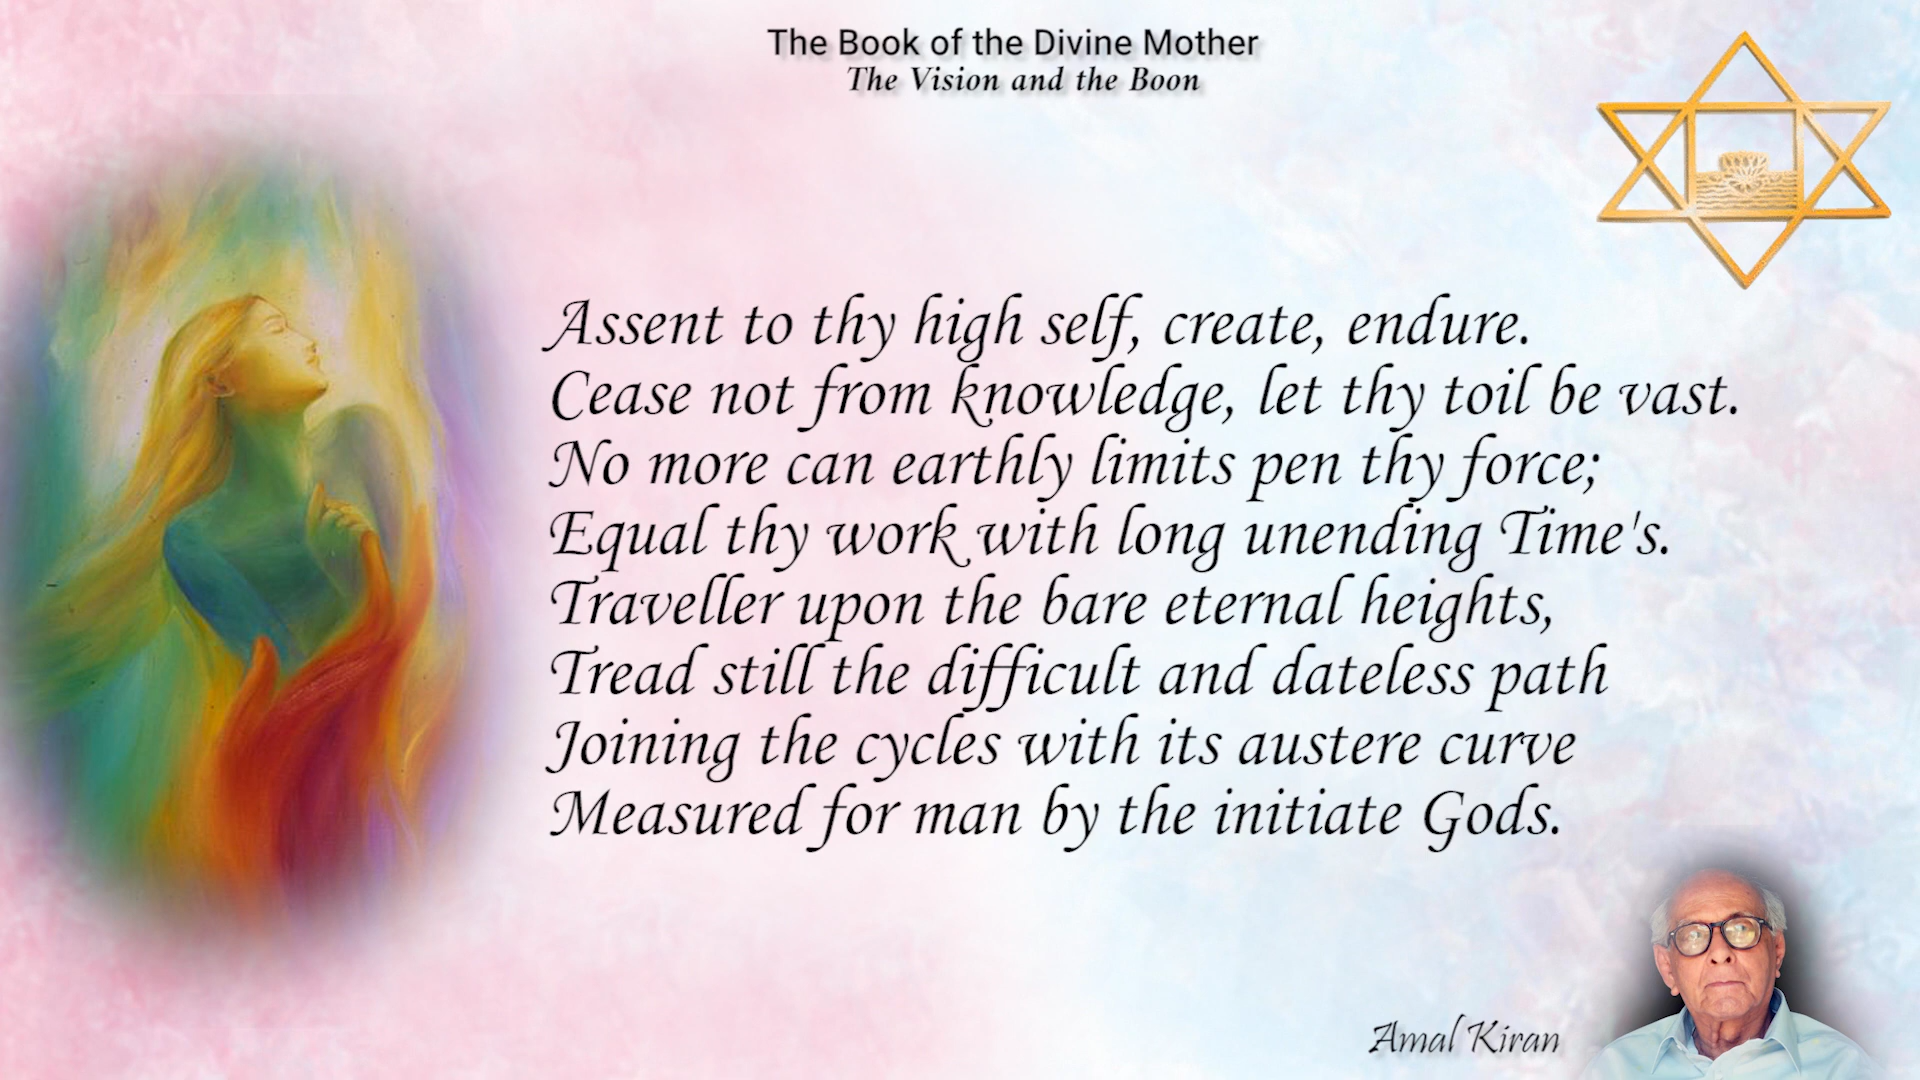 The Book of the Divine Mother
The Vision and the Boon
Assent to thy high self, create, endure.
Cease not from knowledge, let thy toil be vast.
No more can earthly limits pen thy force;
Equal thy work with long unending Time's.
Traveller upon the bare eternal heights,
Tread still the difficult and dateless path
Joining the cycles with its austere curve
Measured for man by the initiate Gods.
Amal Kiran